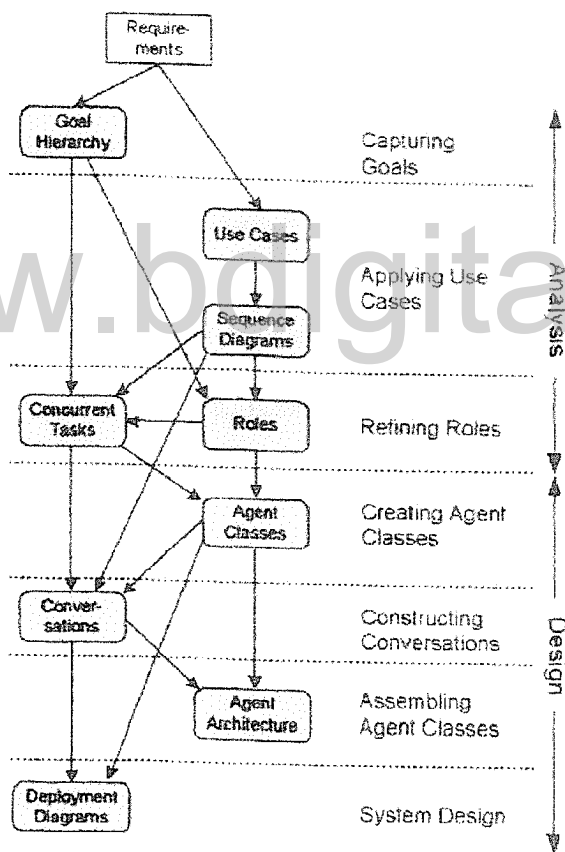 Require-
ments
Goal
Hierarchy
Capturing
Goals
Use Cases
Applying Use
Cases
Sequence
Diagrams
Analysis
w.bdigita
Concurrent
Tasks
Roles
Refining Roles
Agent
Classes
Creating Agent
Classes
Conver-
sations
Constructing
Conversations
Design
Agent
Architecture
Assembling
Agent Classes
Deployment
Diagrams
System Design